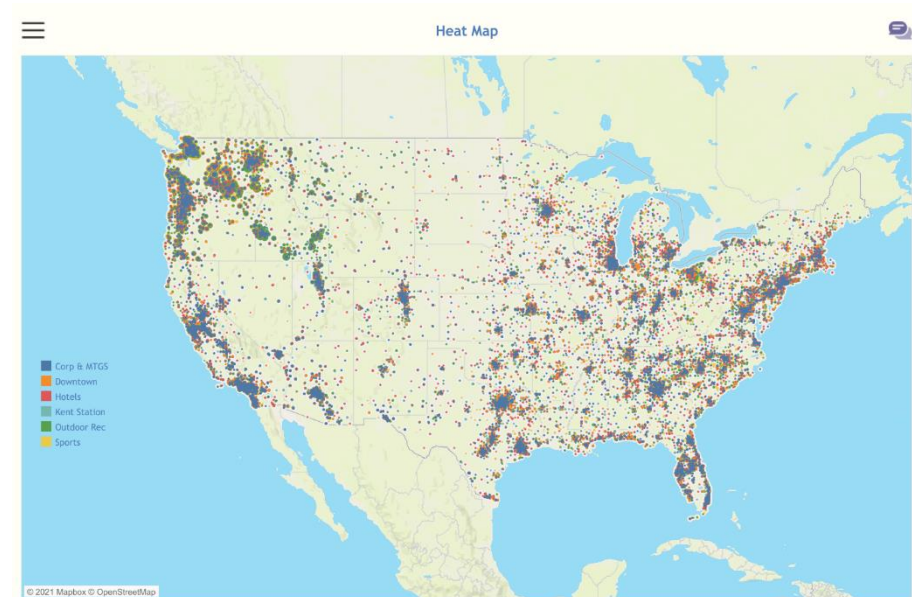 Heat Map
Corp & MTGS
Downtown
Hotels
Kent Station
Outdoor Rec
Sports
© 2021 Mapbox © OpenStreetMap